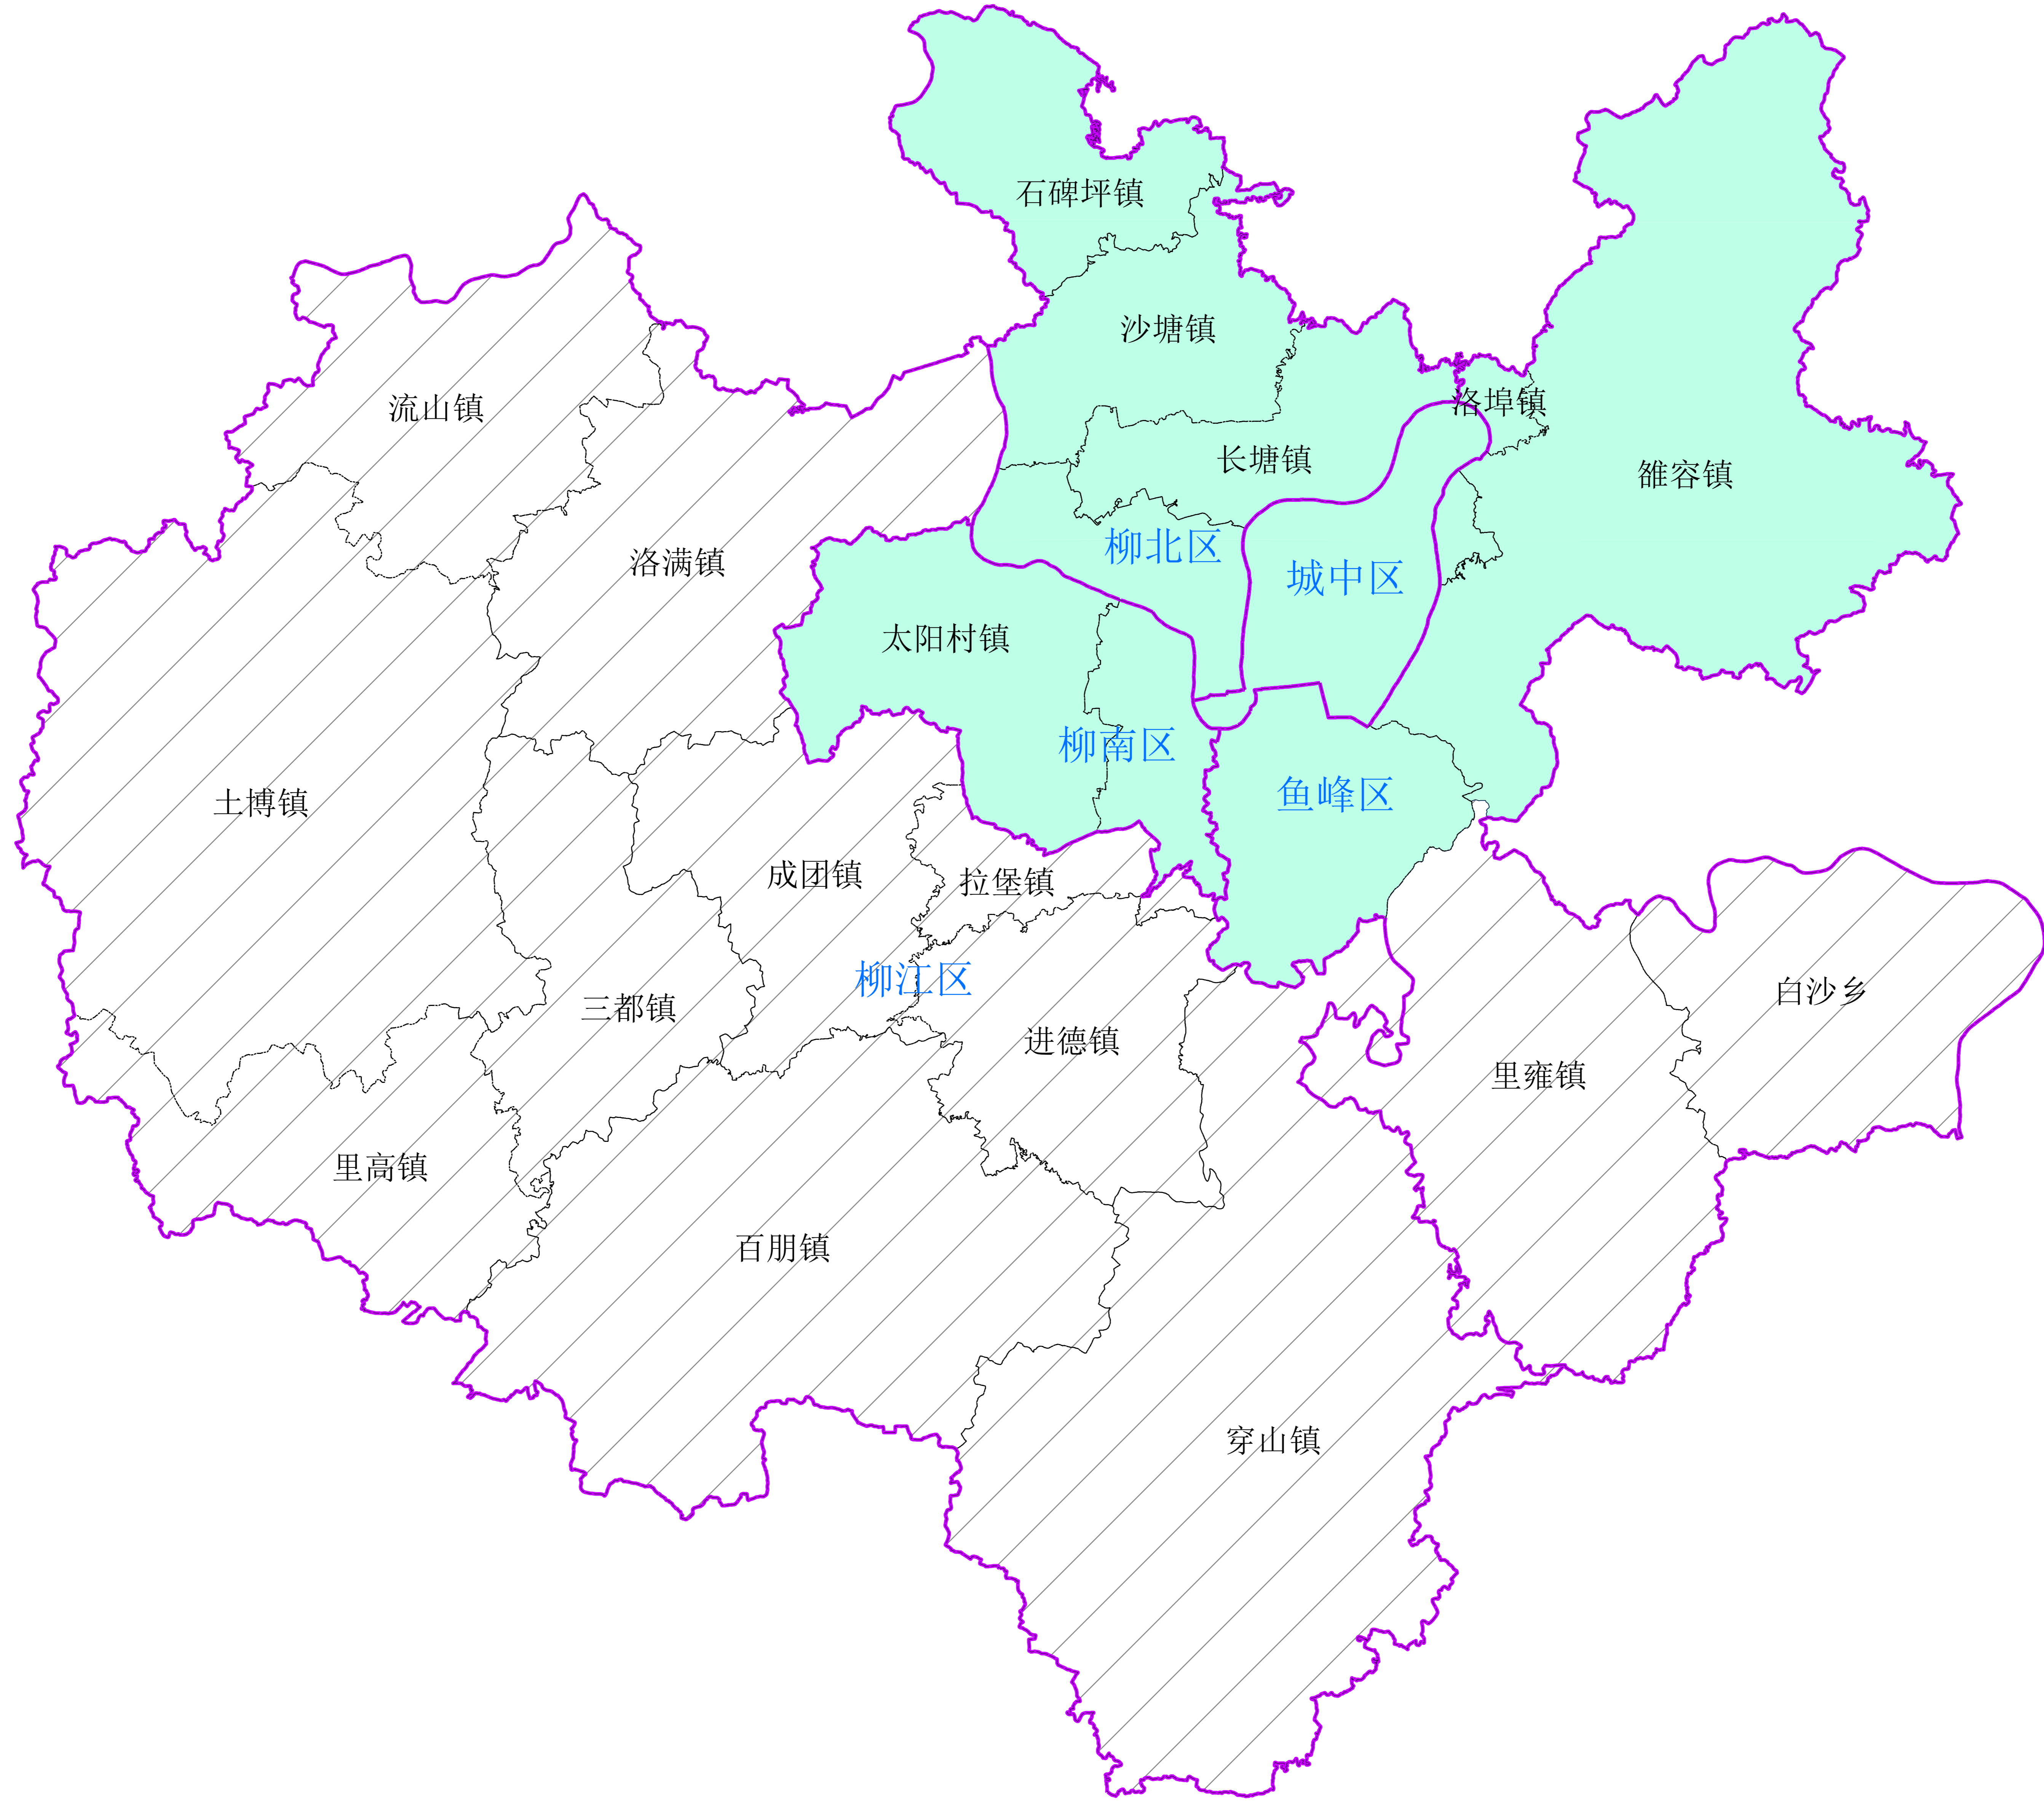 石碑坪镇
沙塘镇
流山镇
洛埠镇
长塘镇
雒容镇
柳北区
洛满镇
城中区
太阳村镇
柳南区
鱼峰区
土博镇
成团镇
拉堡镇
柳江区
白沙乡
三都镇
进德镇
里雍镇
里高镇
百朋镇
穿山镇